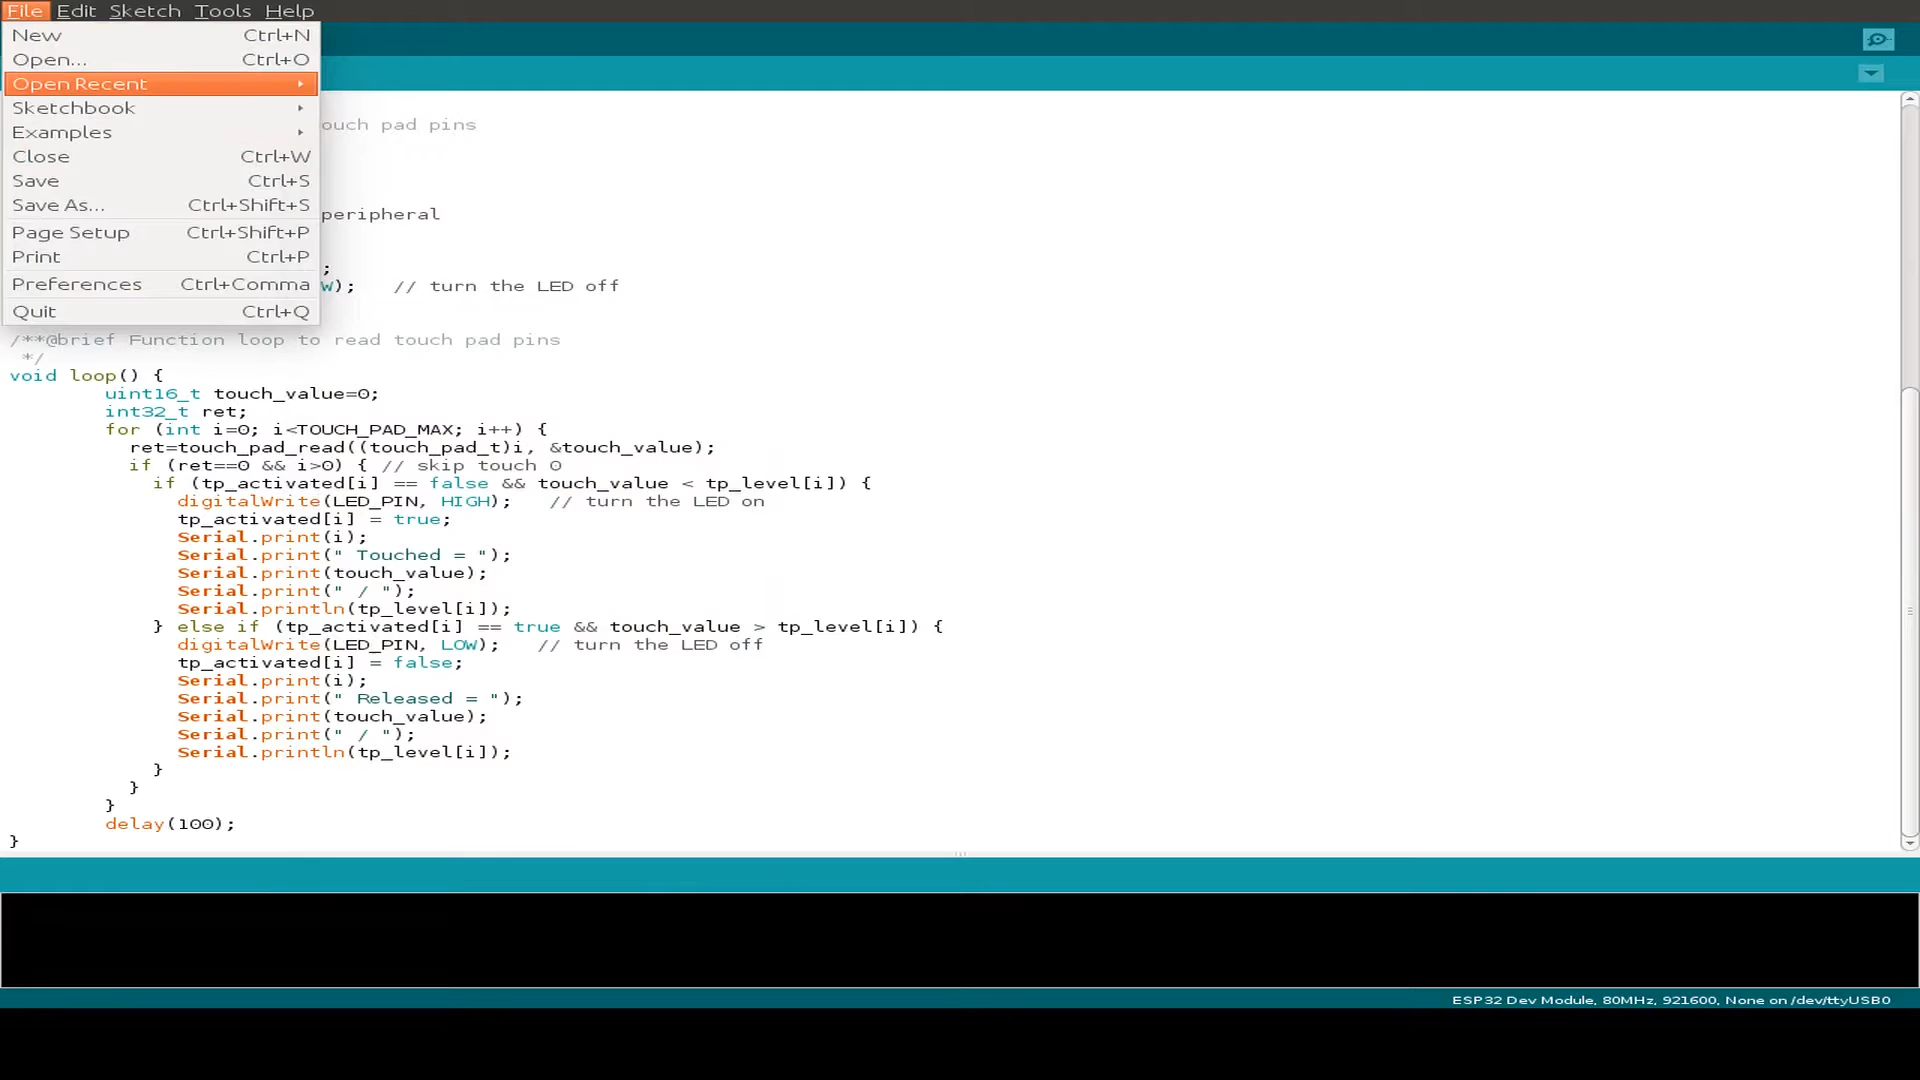 File Edit Sketch Tools Help
New Ctrl+N
Open... Ctrl+O
Open Recent
Sketchbook
Examples
Close Ctrl+W
Save Ctrl+S
Save As... Ctrl+Shift+S
Page Setup Ctrl+Shift+P
Print Ctrl+P
Preferences Ctrl+Comma
Quit Ctrl+Q
ouch pad pins
peripheral
;
W);    // turn the LED off
/**@brief Function loop to read touch pad pins
*/
void loop() {
uint16_t touch_value=0;
int32_t ret;
for (int i=0; i<TOUCH_PAD_MAX; i++) {
ret=touch_pad_read((touch_pad_t)i, &touch_value);
if (ret==0 && i>0) { // skip touch 0
if (tp_activated[i] == false && touch_value < tp_level[i]) {
digitalWrite(LED_PIN, HIGH);   // turn the LED on
tp_activated[i] = true;
Serial.print(i);
Serial.print(" Touched = ");
Serial.print(touch_value);
Serial.print(" / ");
Serial.println(tp_level[i]);
} else if (tp_activated[i] == true && touch_value > tp_level[i]) {
digitalWrite(LED_PIN, LOW);   // turn the LED off
tp_activated[i] = false;
Serial.print(i);
Serial.print(" Released = ");
Serial.print(touch_value);
Serial.print(" / ");
Serial.println(tp_level[i]);
}
}
}
delay(100);
}
ESP32 Dev Module, 80MHz, 921600, None on /dev/ttyUSB0